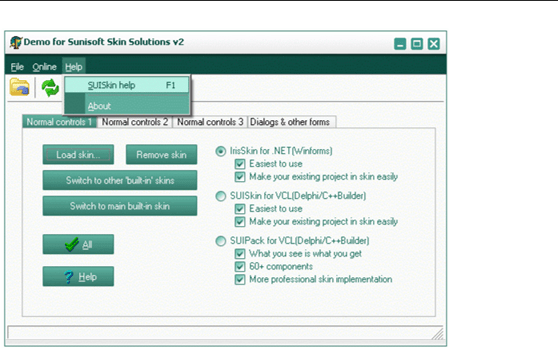 Demo for Sunisoft Skin Solutions v2
File Online Help
SUISkin help F1
About
Normal controls 1 Normal controls 2 Normal controls 3 Dialogs & other forms
Load skin... Remove skin
Switch to other 'built-in' skins
Switch to main built-in skin
All
Help
IrisSkin for .NET(Winforms)
Easiest to use
Make your existing project in skin easily
SUISkin for VCL(Delphi/C++Builder)
Easiest to use
Make your existing project in skin easily
SUIPack for VCL(Delphi/C++Builder)
What you see is what you get
60+ components
More professional skin implementation